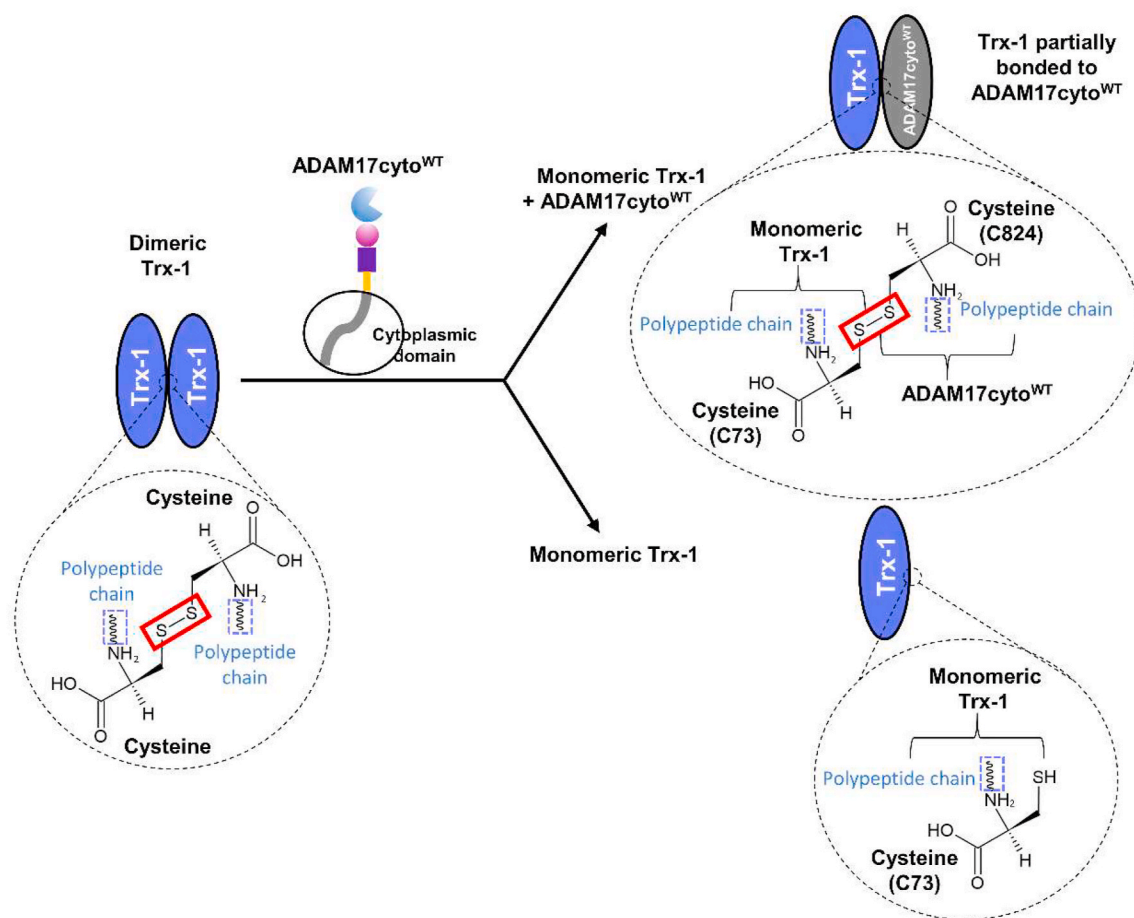 Trx-1
ADAM17cyto^WT
Trx-1 partially
bonded to
ADAM17cyto^WT
ADAM17cyto^WT
Monomeric Trx-1
+ ADAM17cyto^WT
Dimeric
Trx-1
Cytoplasmic
domain
Trx-1
Trx-1
Cysteine
(C824)
O
H
OH
Monomeric
Trx-1
NH₂
S
S
Polypeptide chain
Polypeptide chain
NH₂
HO
O
H
Cysteine
(C73)
ADAM17cyto^WT
Cysteine
O
H
OH
Polypeptide
chain
NH₂
S
S
Polypeptide
chain
NH₂
HO
O
H
Cysteine
Monomeric Trx-1
Trx-1
Monomeric
Trx-1
Polypeptide chain
SH
NH₂
HO
O
H
Cysteine
(C73)